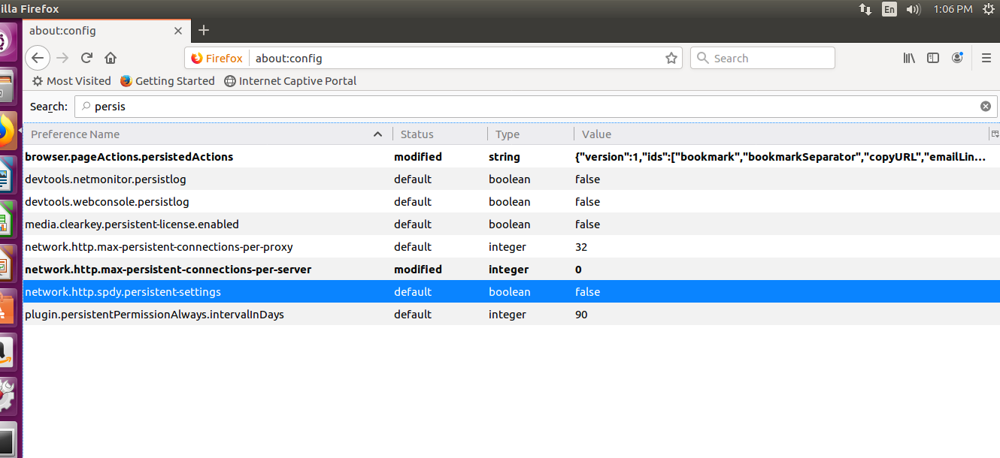 illa Firefox En 1:06 PM
about:config
Firefox about:config Search
Most Visited Getting Started Internet Captive Portal
Search: persis
Preference Name Status Type Value
browser.pageActions.persistedActions modified string {"version":1,"ids":["bookmark","bookmarkSeparator","copyURL","emailLin...
devtools.netmonitor.persistlog default boolean false
devtools.webconsole.persistlog default boolean false
media.clearkey.persistent-license.enabled default boolean false
network.http.max-persistent-connections-per-proxy default integer 32
network.http.max-persistent-connections-per-server modified integer 0
network.http.spdy.persistent-settings default boolean false
plugin.persistentPermissionAlways.intervalInDays default integer 90